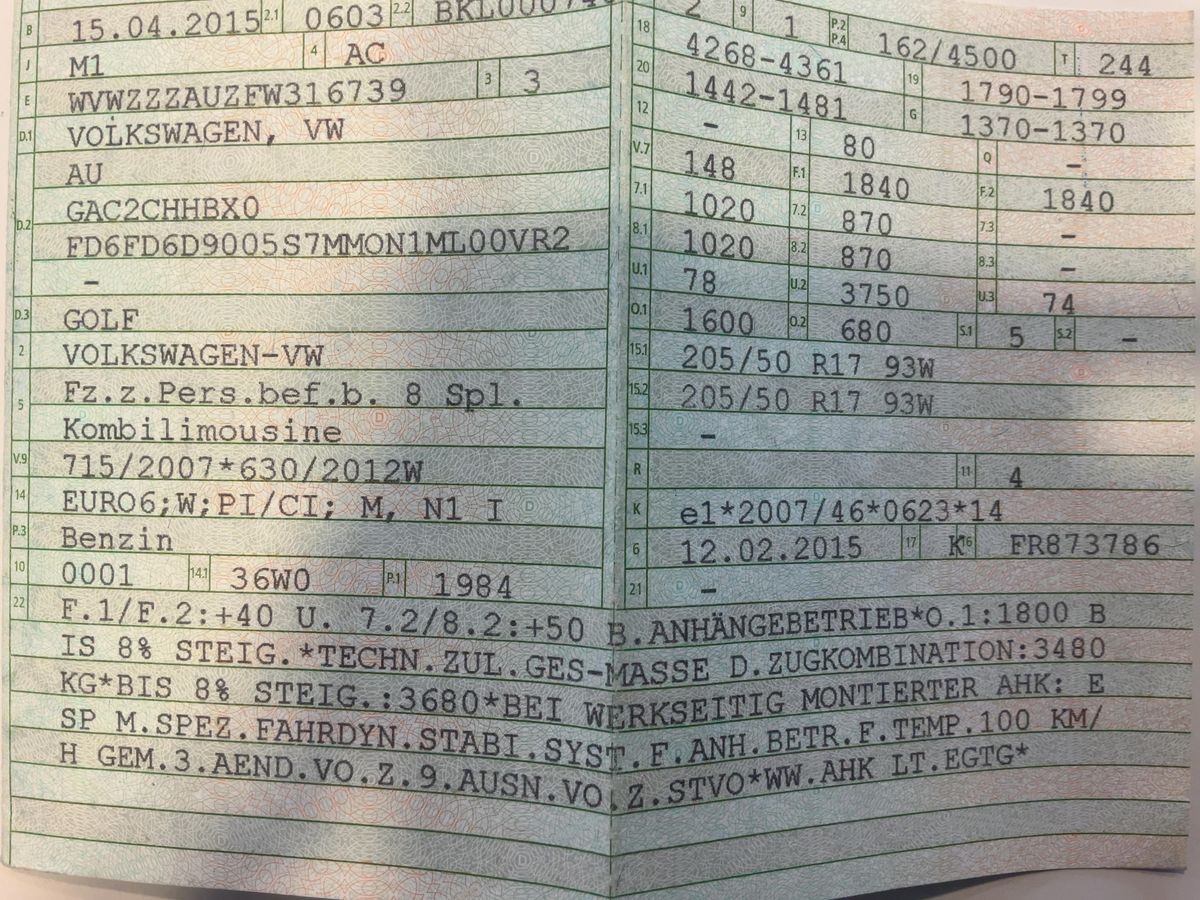 B 15.04.2015 2.1 0603 2.2
J M1 4 AC
E WVWZZZAUZFW316739 3 3
D.1 VOLKSWAGEN, VW
AU
D.2 GAC2CHHBX0
FD6FD6D9005S7MMON1ML00VR2
–
D.3 GOLF
2 VOLKSWAGEN-VW
5 Fz.z.Pers.bef.b. 8 Spl.
Kombilimousine
V.9 715/2007*630/2012W
14 EURO6;W;PI/CI; M, N1 I
P.3 Benzin
10 0001 14.1 36W0 P.1 1984
2 9 1 P.2 P.4 162/4500 T 244
18 4268-4361 19 1790-1799
20 1442-1481 G 1370-1370
12 – 13 80 Q –
V.7 148 F.1 1840 F.2 1840
7.1 1020 7.2 870 7.3 –
8.1 1020 8.2 870 8.3 –
U.1 78 U.2 3750 U.3 74
O.1 1600 O.2 680 S.1 5 S.2 –
15.1 205/50 R17 93W
15.2 205/50 R17 93W
15.3 –
R 11 4
K e1*2007/46*0623*14
6 12.02.2015 17 K 16 FR873786
21 –
22 F.1/F.2:+40 U. 7.2/8.2:+50 B.ANHÄNGEBETRIEB*O.1:1800 B
IS 8% STEIG.*TECHN.ZUL.GES-MASSE D.ZUGKOMBINATION:3480
KG*BIS 8% STEIG.:3680*BEI WERKSEITIG MONTIERTER AHK: E
SP M.SPEZ.FAHRDYN.STABI.SYST.F.ANH.BETR.F.TEMP.100 KM/
H GEM.3.AEND.VO.Z.9.AUSN.VO.Z.STVO*WW.AHK LT.EGTG*